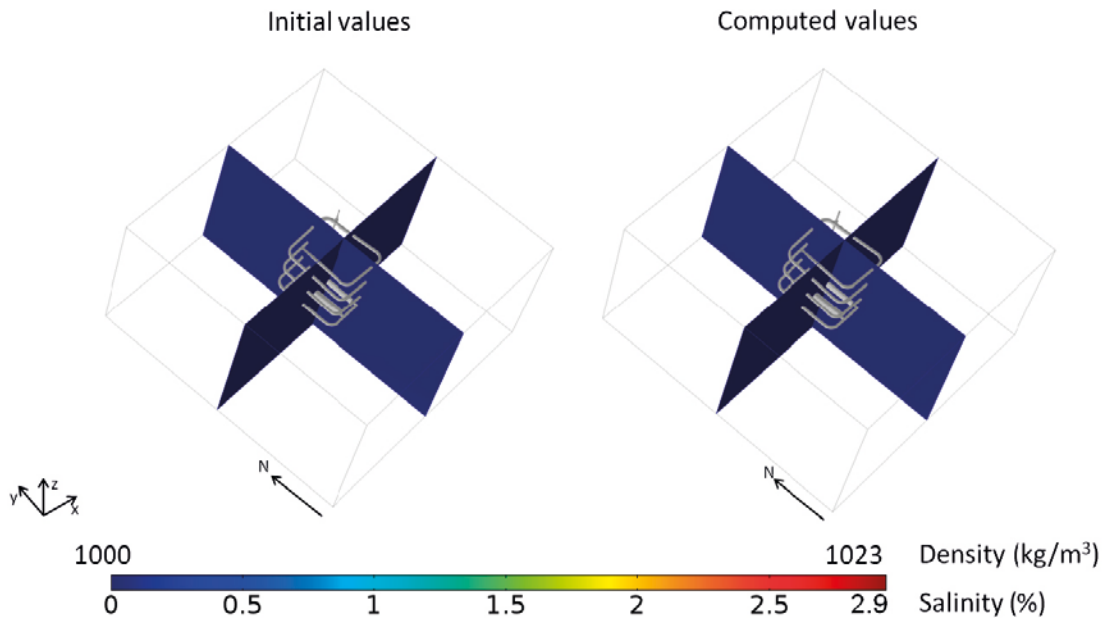 Initial values
Computed values
N
N
y
z
x
1000
1023
Density (kg/m³)
0
0.5
1
1.5
2
2.5
2.9
Salinity (%)